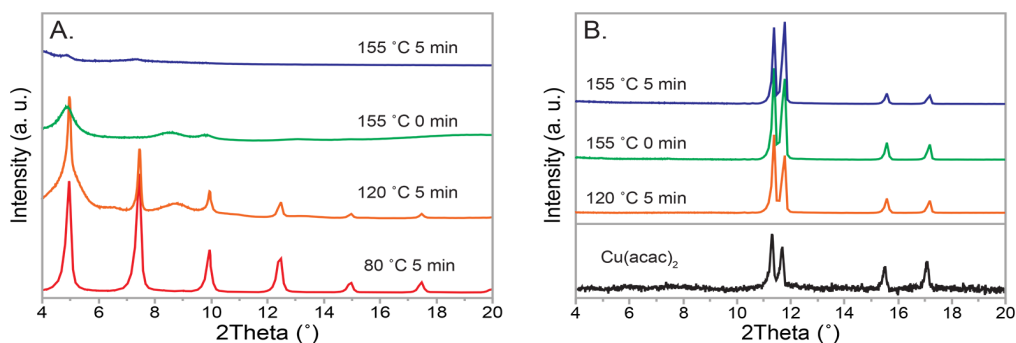 A.
155 ˚C 5 min
155 ˚C 0 min
120 ˚C 5 min
80 ˚C 5 min
Intensity (a. u.)
4 6 8 10 12 14 16 18 20
2Theta (˚)
B.
155 ˚C 5 min
155 ˚C 0 min
120 ˚C 5 min
Cu(acac)₂
Intensity (a. u.)
4 6 8 10 12 14 16 18 20
2Theta (˚)